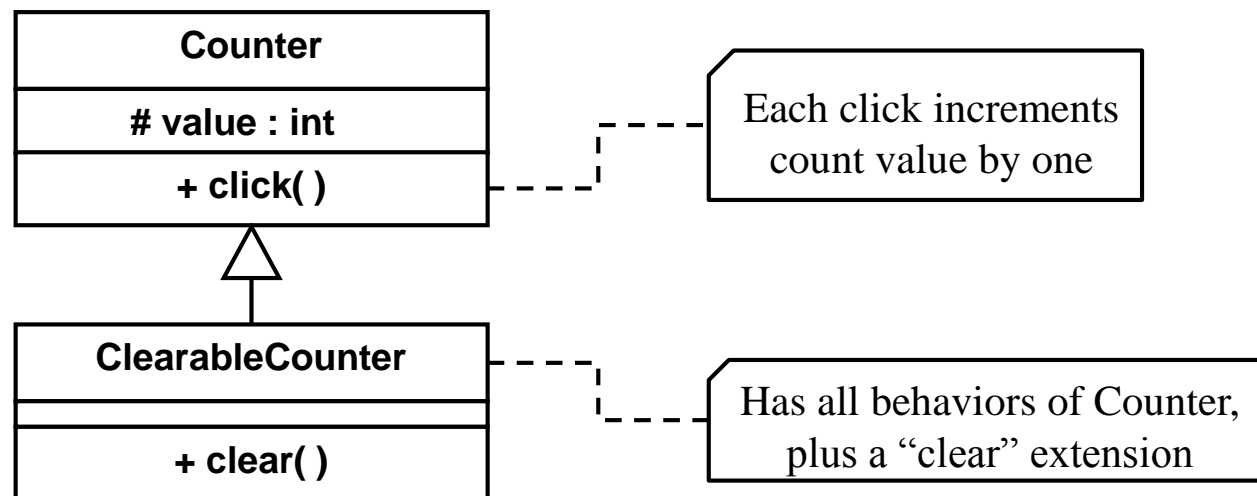 Counter
# value : int
+ click( )
Each click increments
count value by one
ClearableCounter
+ clear( )
Has all behaviors of Counter,
plus a “clear” extension